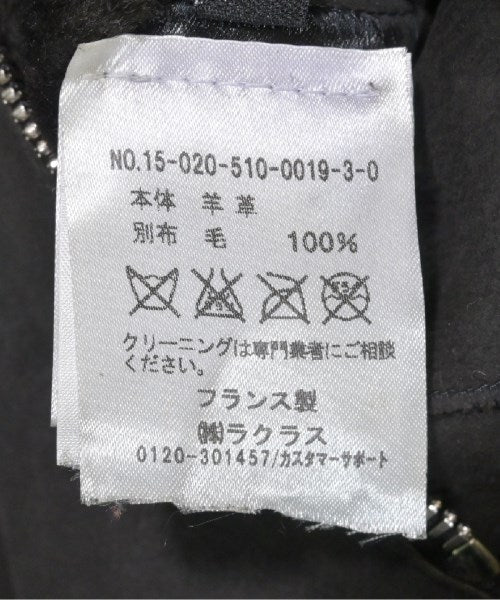 NO.15-020-510-0019-3-0
本体 羊革
別布 毛 100%
クリーニングは専門業者にご相談
ください。
フランス製
㈱ラクラス
0120-301457/カスタマーサポート